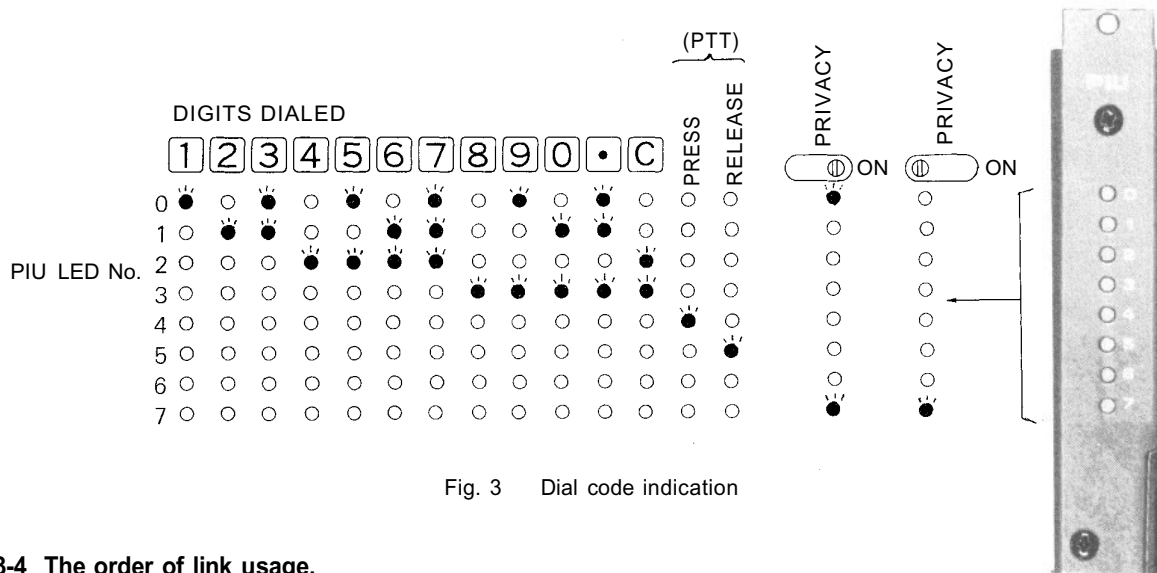 (PTT)
DIGITS DIALED
PRESS
RELEASE
PRIVACY
PRIVACY
1 2 3 4 5 6 7 8 9 0 • C
ON
ON
0
1
PIU LED No. 2
3
4
5
6
7
0
1
2
3
4
5
6
7
Fig. 3 Dial code indication
3-4 The order of link usage.